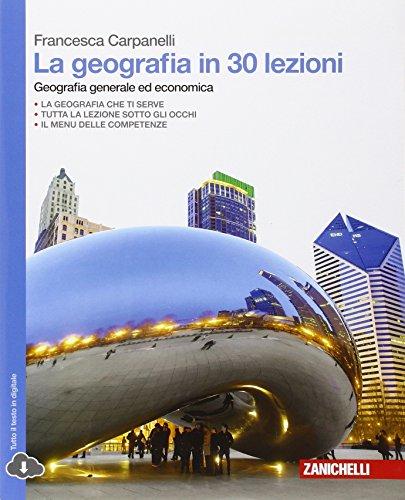 Francesca Carpanelli
La geografia in 30 lezioni
Geografia generale ed economica
• LA GEOGRAFIA CHE TI SERVE
• TUTTA LA LEZIONE SOTTO GLI OCCHI
• IL MENU DELLE COMPETENZE
Tutto il testo in digitale
ZANICHELLI